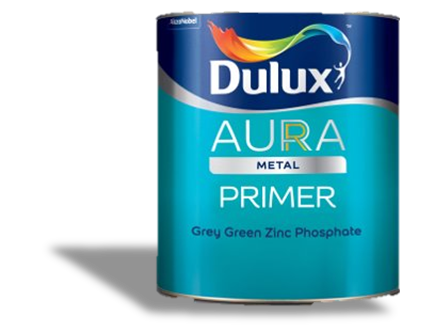 AkzoNobel
Dulux
AURA
METAL
PRIMER
Grey Green Zinc Phosphate